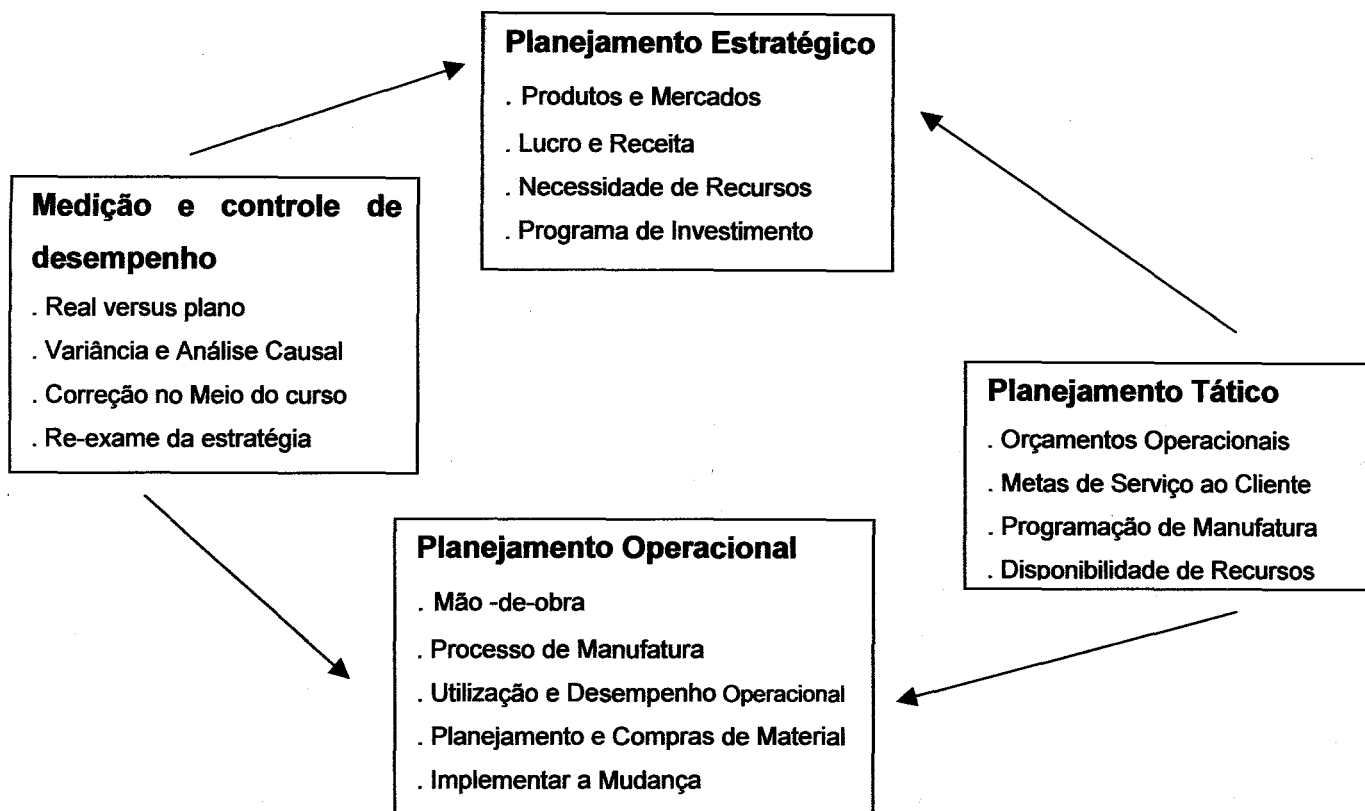 Planejamento Estratégico
. Produtos e Mercados
. Lucro e Receita
. Necessidade de Recursos
. Programa de Investimento
Medição e controle de
desempenho
. Real versus plano
. Variância e Análise Causal
. Correção no Meio do curso
. Re-exame da estratégia
Planejamento Tático
. Orçamentos Operacionais
. Metas de Serviço ao Cliente
. Programação de Manufatura
. Disponibilidade de Recursos
Planejamento Operacional
. Mão -de-obra
. Processo de Manufatura
. Utilização e Desempenho Operacional
. Planejamento e Compras de Material
. Implementar a Mudança